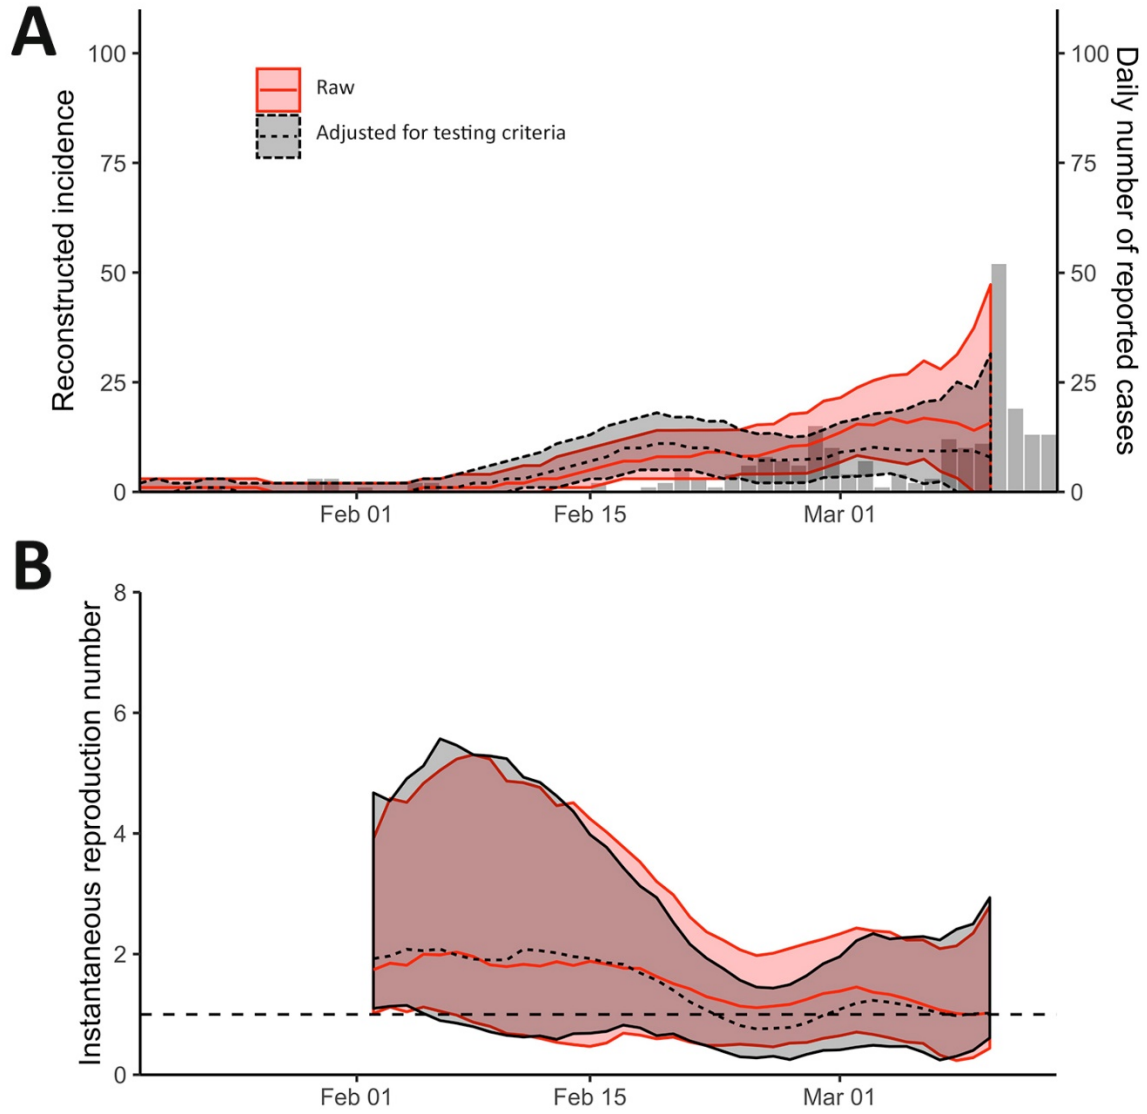 A
Reconstructed incidence
100
75
50
25
0
Raw
Adjusted for testing criteria
100
75
50
25
0
Daily number of reported cases
Feb 01
Feb 15
Mar 01
B
Instantaneous reproduction number
8
6
4
2
0
Feb 01
Feb 15
Mar 01